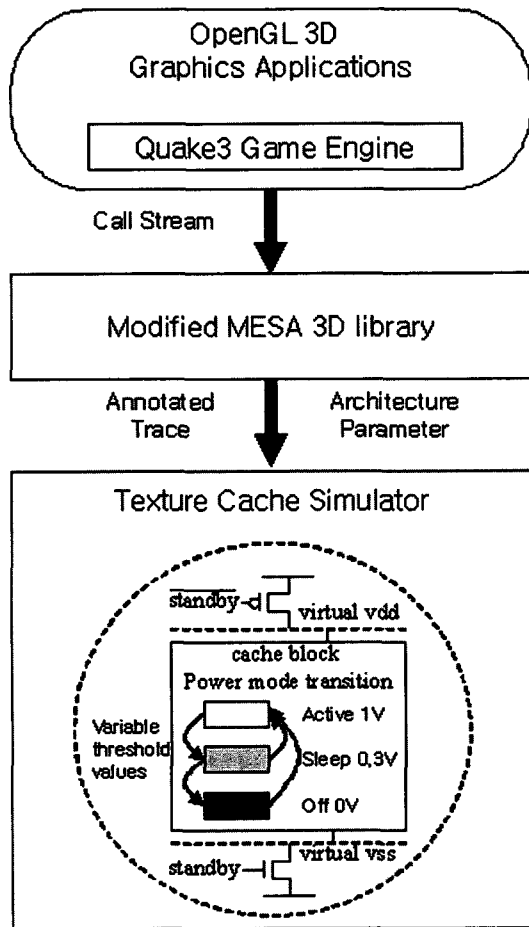 OpenGL 3D
Graphics Applications
Quake3 Game Engine
Call Stream
Modified MESA 3D library
Annotated
Trace
Architecture
Parameter
Texture Cache Simulator
standby
virtual vdd
cache block
Power mode transition
Variable
threshold
values
Active 1V
Sleep 0,3V
Off 0V
virtual vss
standby